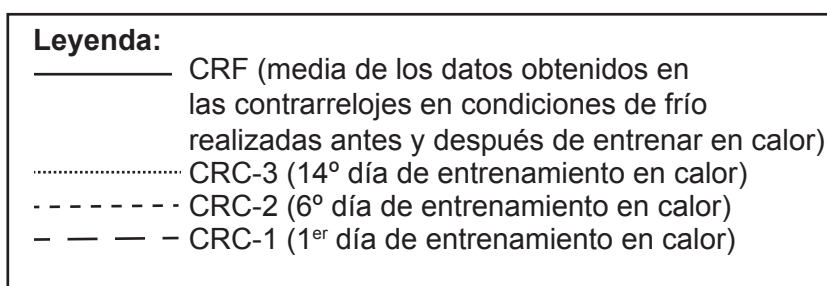 Leyenda:
CRF (media de los datos obtenidos en
las contrarrelojes en condiciones de frío
realizadas antes y después de entrenar en calor)
CRC-3 (14º día de entrenamiento en calor)
CRC-2 (6º día de entrenamiento en calor)
CRC-1 (1er día de entrenamiento en calor)